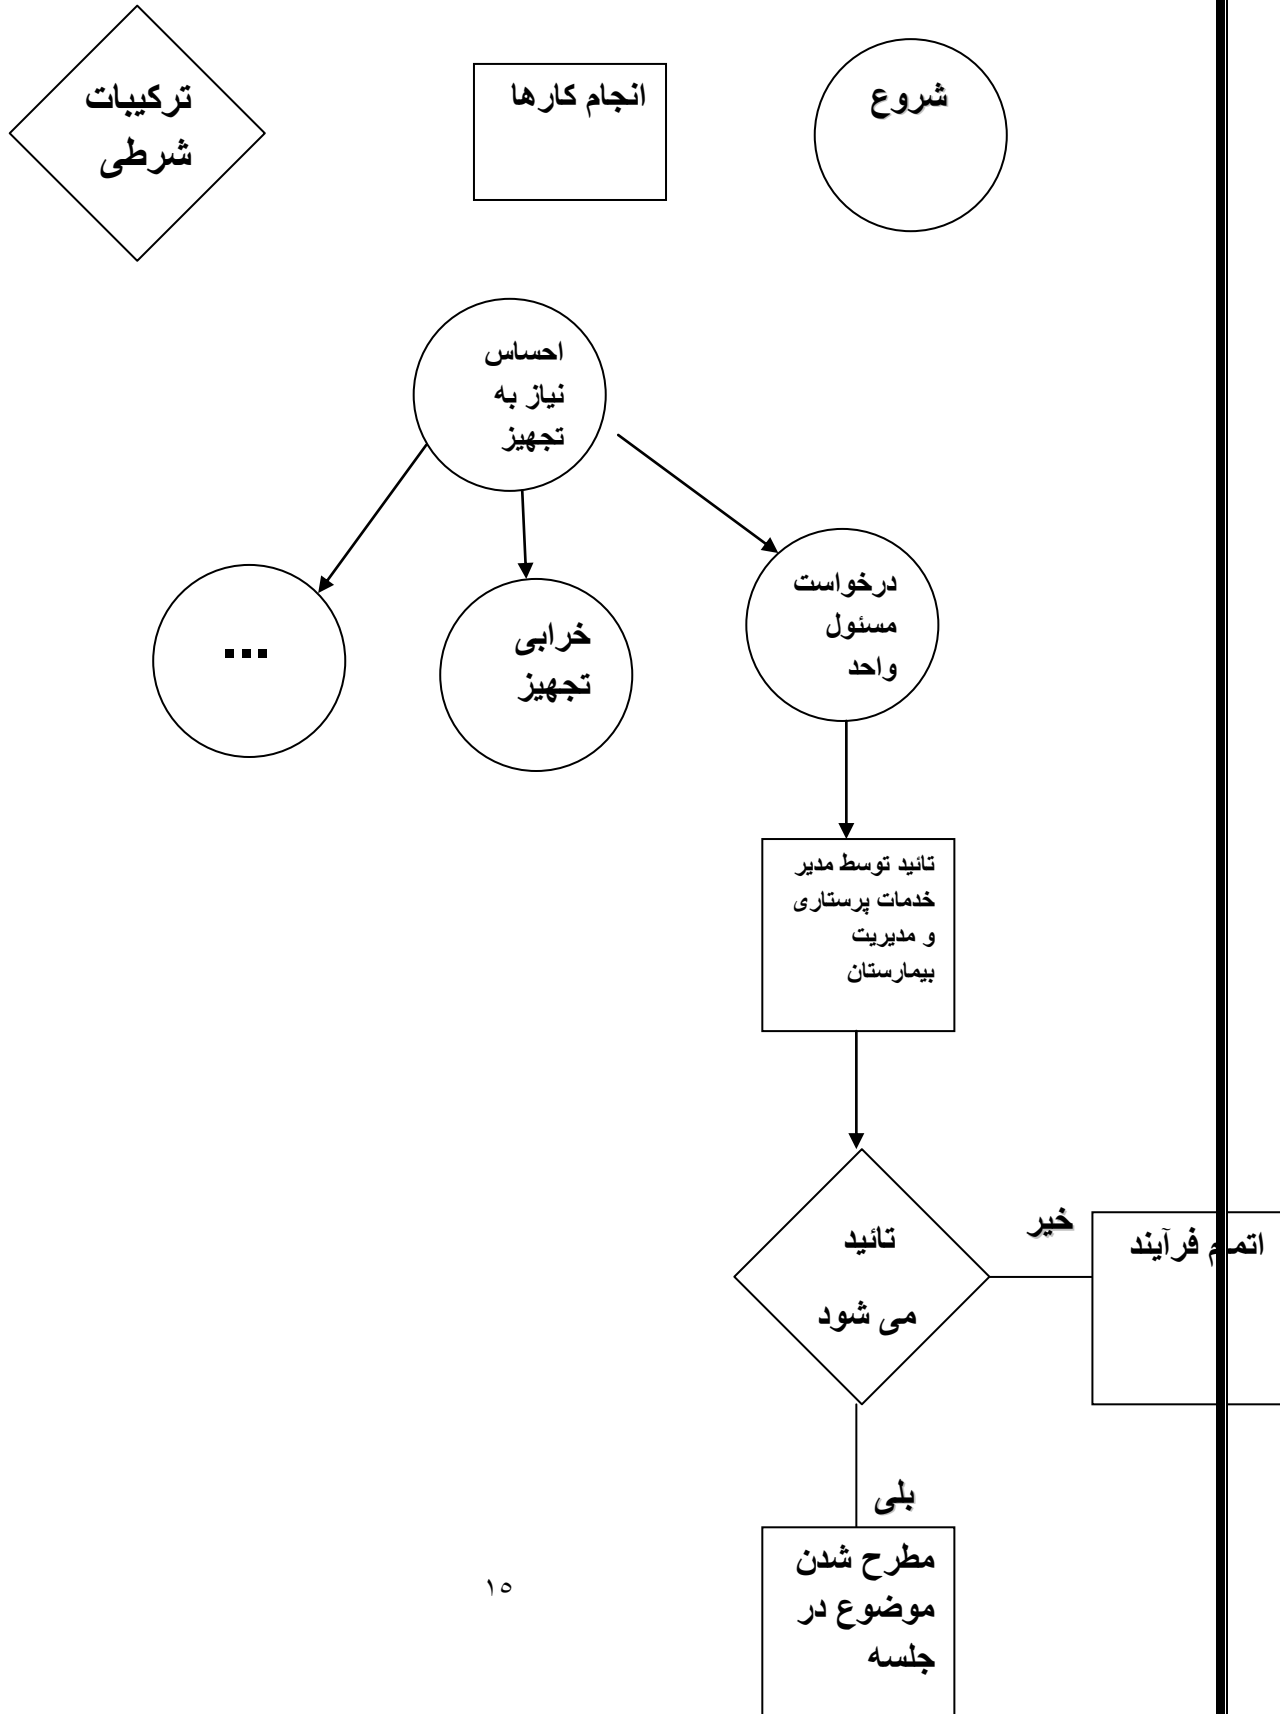 شروع
انجام کارها
ترکیبات
شرطی
احساس
نیاز به
تجهیز
درخواست
مسئول
واحد
خرابی
تجهیز
...
تائید توسط مدیر
خدمات پرستاری
و مدیریت
بیمارستان
تائید
می شود
خیر
اتمام فرآیند
بلی
مطرح شدن
موضوع در
جلسه
۱۵